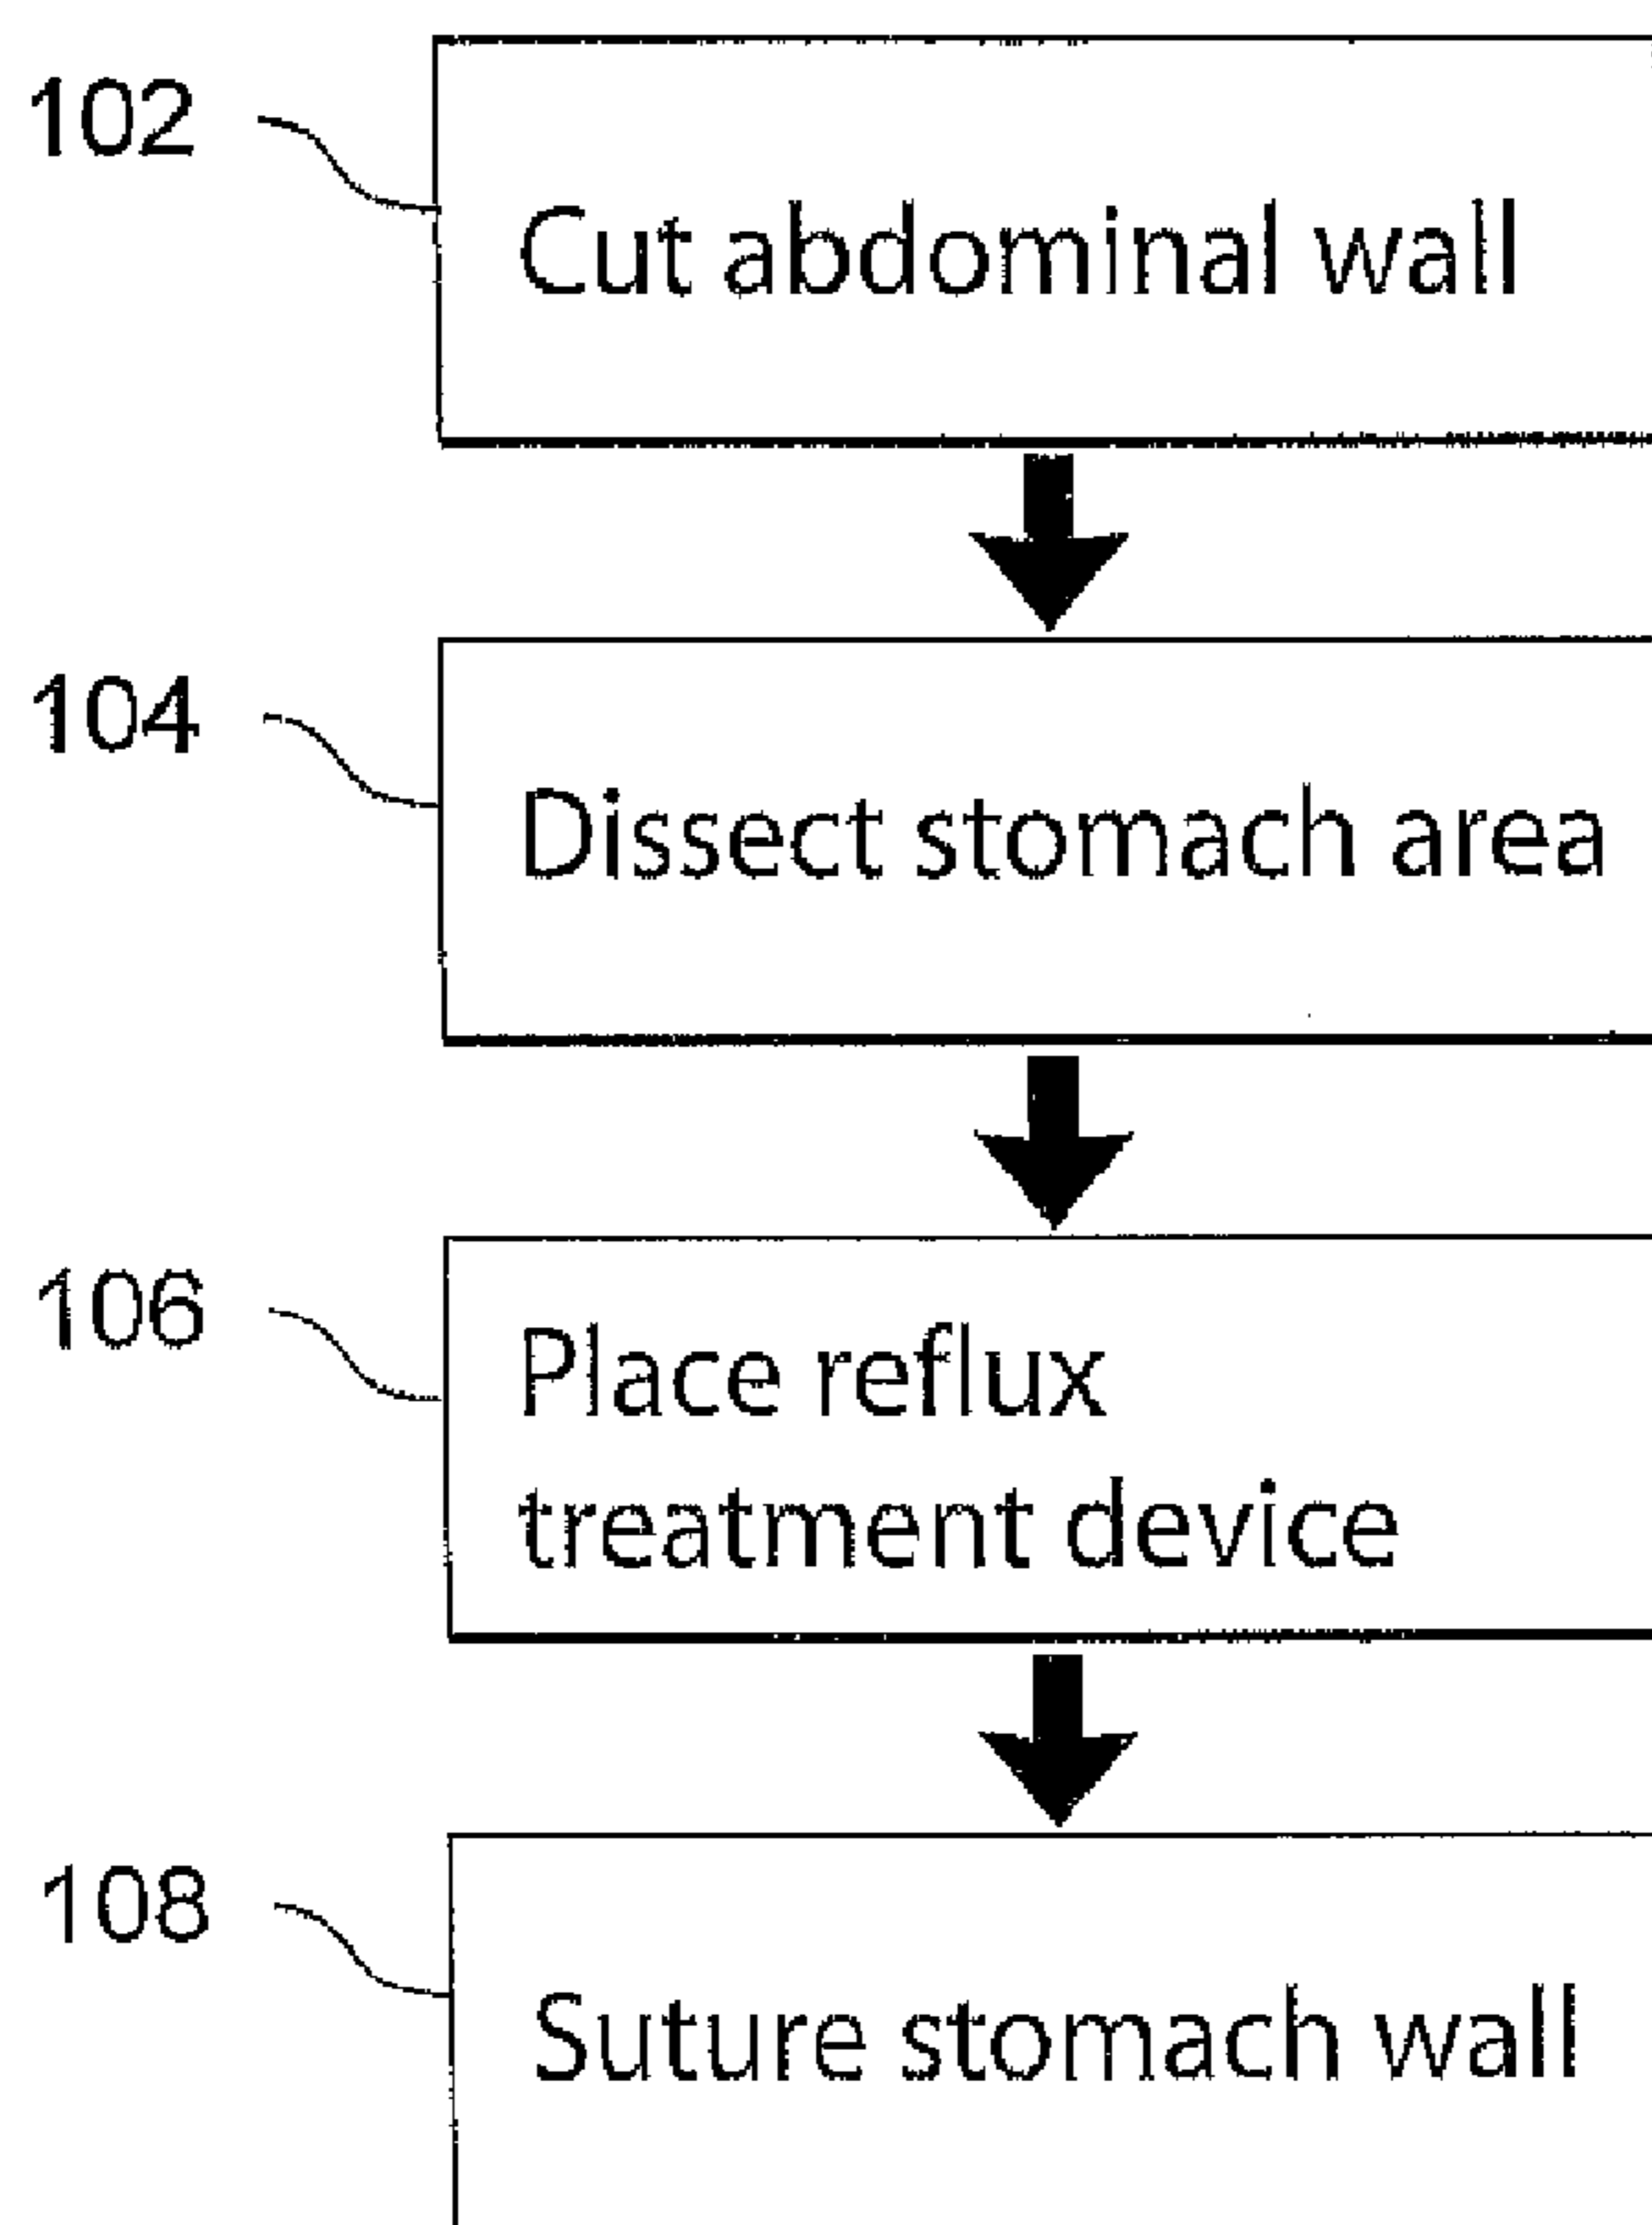 102
Cut abdominal wall
104
Dissect stomach area
106
Place reflux
treatment device
108
Suture stomach wall